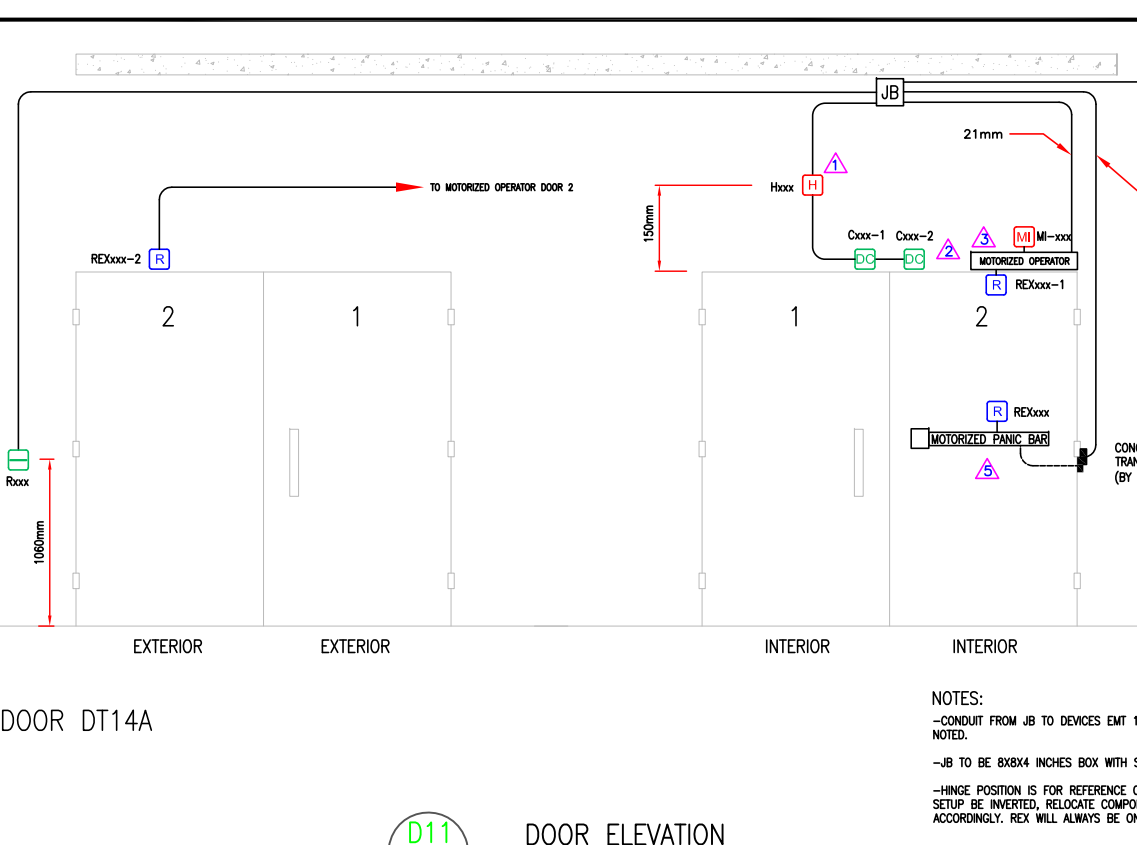 JB
21mm
1
Hxxx H
TO MOTORIZED OPERATOR DOOR 2
150mm
Cxxx-1 Cxxx-2
2
3
MI MI-xxx
REXxxx-2 R
DC DC
MOTORIZED OPERATOR
R REXxxx-1
2 1
1 2
R REXxxx
MOTORIZED PANIC BAR
5
Rxxx
1060mm
TRAN
(BY
EXTERIOR EXTERIOR
INTERIOR INTERIOR
DOOR DT14A
NOTES:
-CONDUIT FROM JB TO DEVICES EMT 1
NOTED.
-JB TO BE 8X8X4 INCHES BOX WITH S
-HINGE POSITION IS FOR REFERENCE O
SETUP BE INVERTED, RELOCATE COMPO
ACCORDINGLY. REX WILL ALWAYS BE ON
D11
DOOR ELEVATION